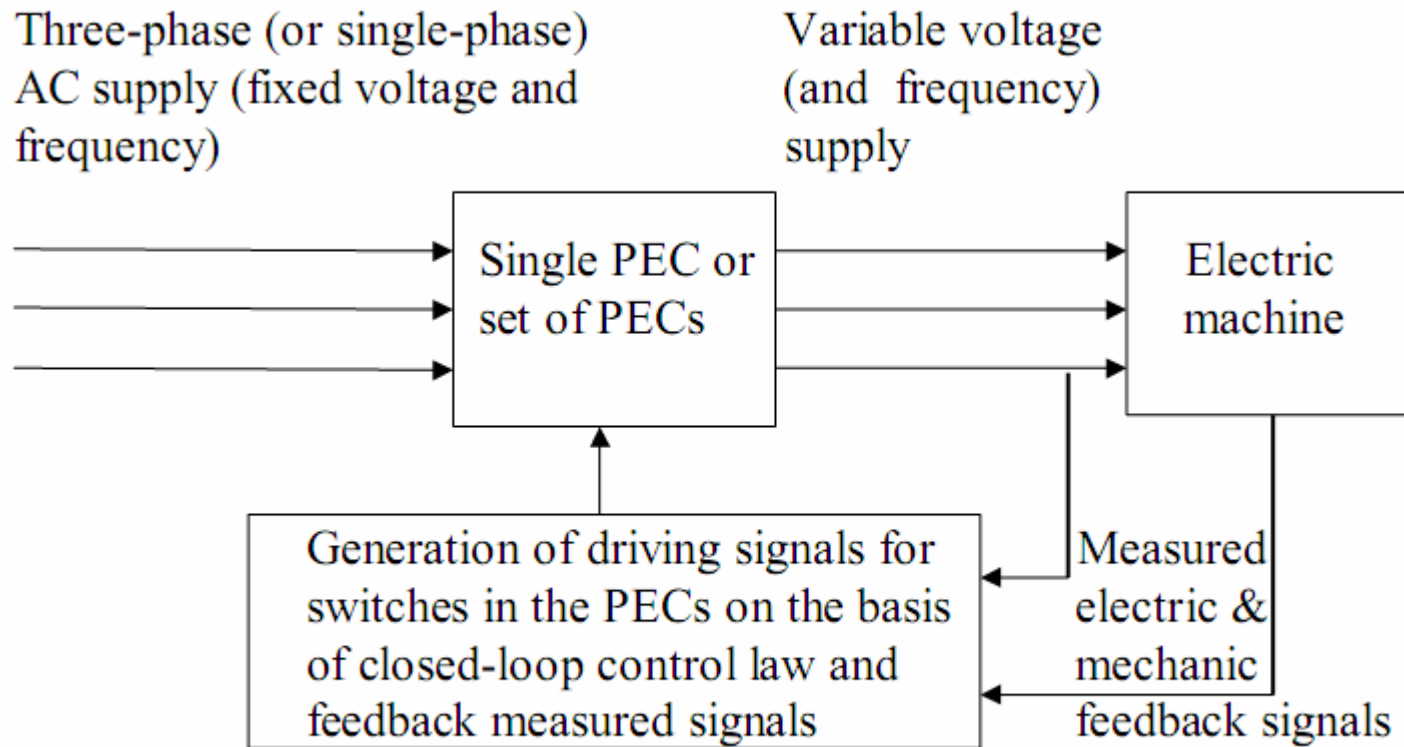 Three-phase (or single-phase)
AC supply (fixed voltage and
frequency)
Variable voltage
(and frequency)
supply
Single PEC or
set of PECs
Electric
machine
Generation of driving signals for
switches in the PECs on the basis
of closed-loop control law and
feedback measured signals
Measured
electric &
mechanic
feedback signals